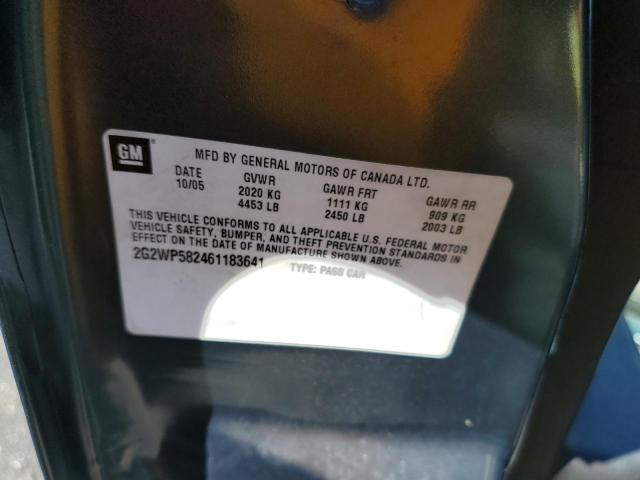 GM
MFD BY GENERAL MOTORS OF CANADA LTD.
DATE GVWR GAWR FRT GAWR RR
10/05 2020 KG 1111 KG 909 KG
4453 LB 2450 LB 2003 LB
THIS VEHICLE CONFORMS TO ALL APPLICABLE U.S. FEDERAL MOTOR
VEHICLE SAFETY, BUMPER, AND THEFT PREVENTION STANDARDS IN
EFFECT ON THE DATE OF MANUFACTURE SHOWN ABOVE.
2G2WP582461183641 TYPE: PASS CAR